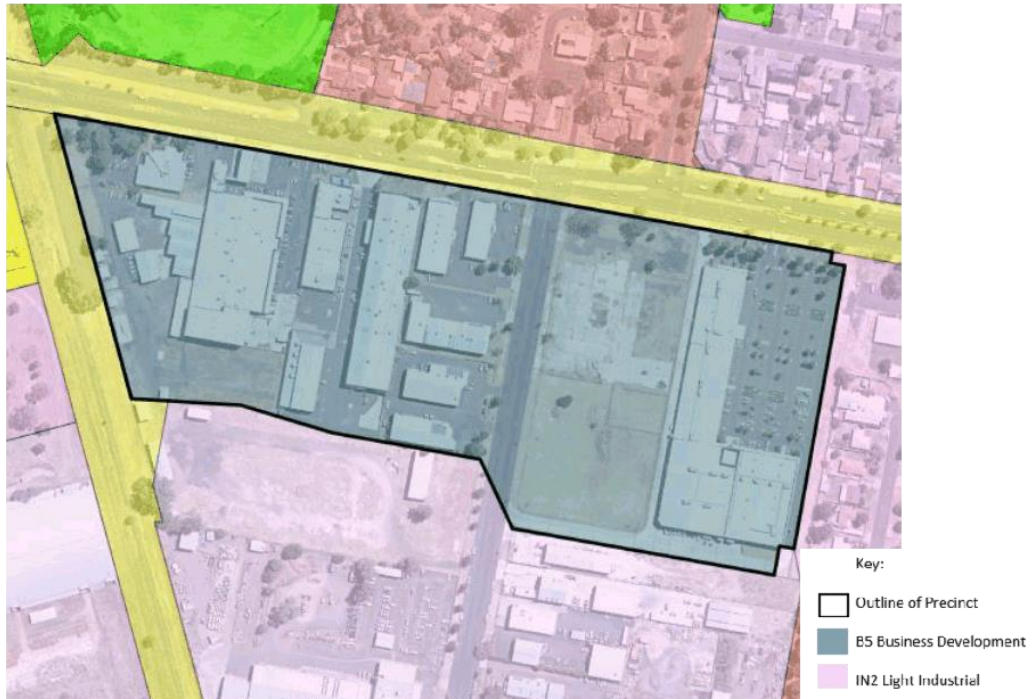 Key:
Outline of Precinct
B5 Business Development
IN2 Light Industrial